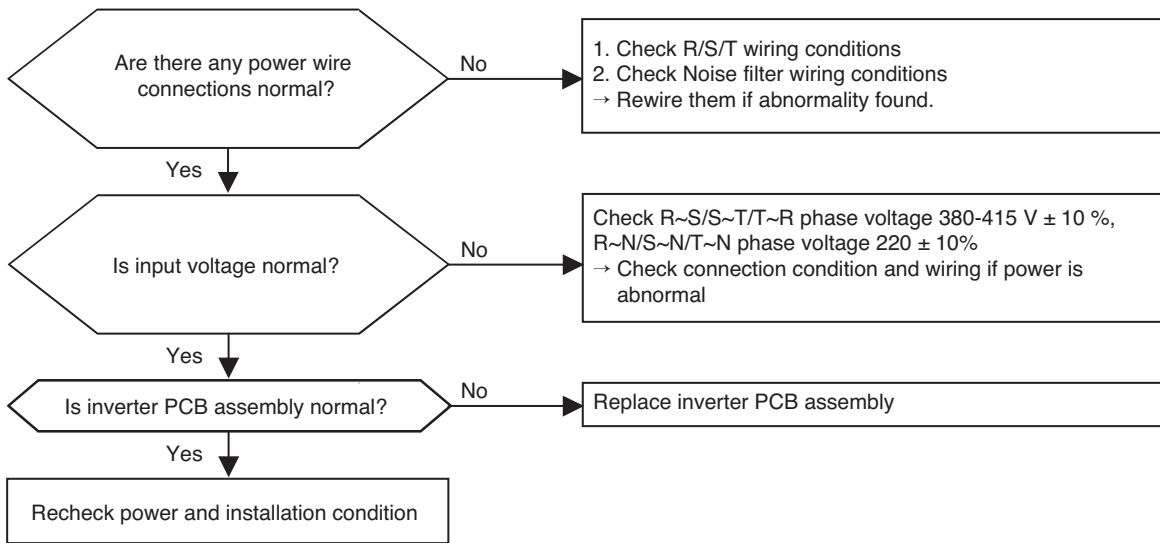 Are there any power wire
connections normal?
No
1. Check R/S/T wiring conditions
2. Check Noise filter wiring conditions
→ Rewire them if abnormality found.
Yes
Is input voltage normal?
No
Check R~S/S~T/T~R phase voltage 380-415 V ± 10 %,
R~N/S~N/T~N phase voltage 220 ± 10%
→ Check connection condition and wiring if power is
abnormal
Yes
Is inverter PCB assembly normal?
No
Replace inverter PCB assembly
Yes
Recheck power and installation condition